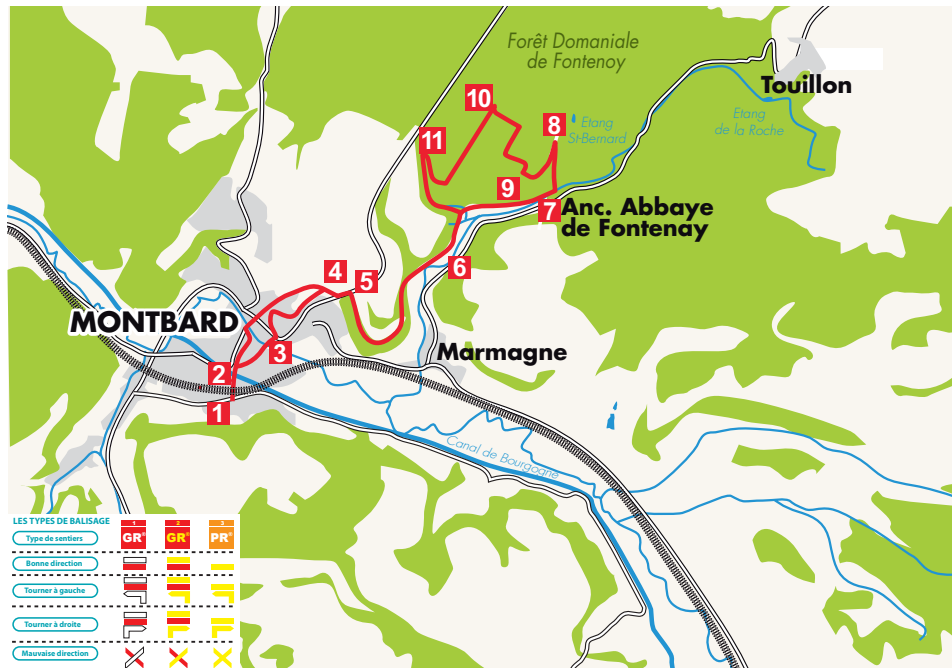 Forêt Domaniale
de Fontenoy
Touillon
10
8
Etang
St-Bernard
Etang
de la Roche
11
9
7
Anc. Abbaye
de Fontenay
6
4
5
MONTBARD
3
Marmagne
2
1
Canal de Bourgogne
LES TYPES DE BALISAGE
1
2
3
Type de sentiers
GR®
GR®
PR®
Bonne direction
Tourner à gauche
Tourner à droite
Mauvaise direction